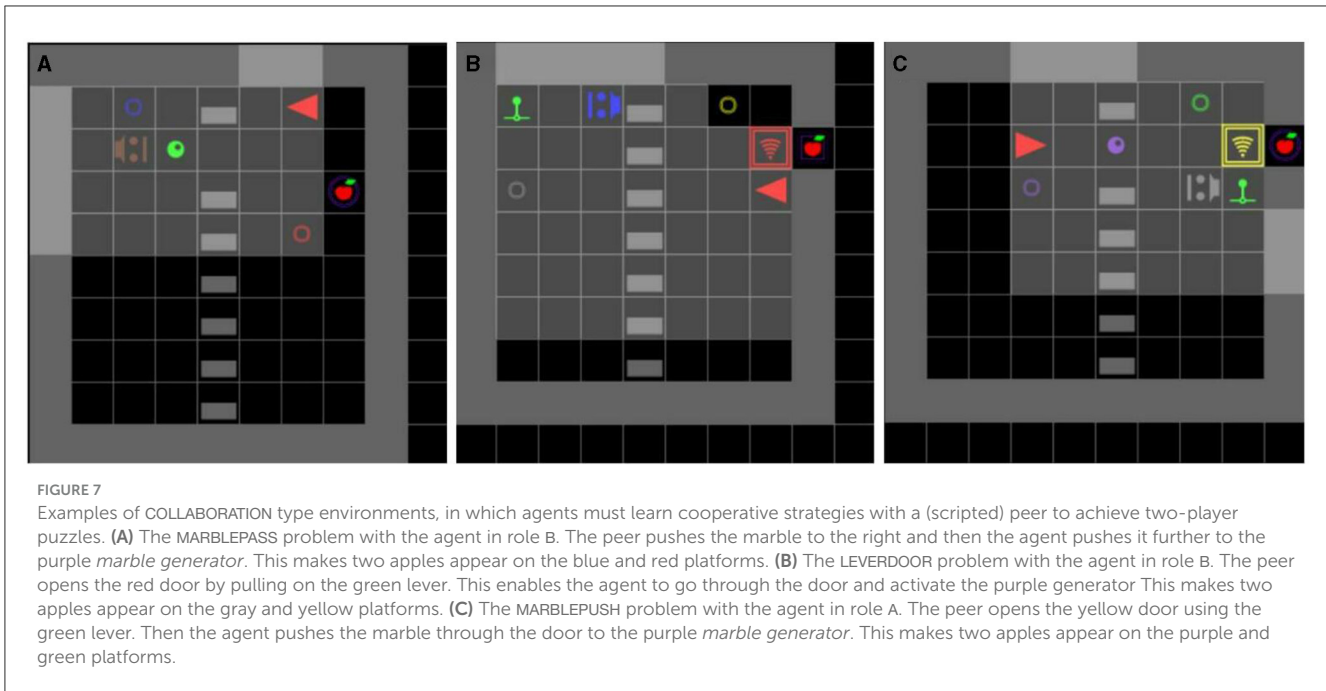 A
B
C
FIGURE 7
Examples of COLLABORATION type environments, in which agents must learn cooperative strategies with a (scripted) peer to achieve two-player
puzzles. (A) The MARBLEPASS problem with the agent in role B. The peer pushes the marble to the right and then the agent pushes it further to the
purple marble generator. This makes two apples appear on the blue and red platforms. (B) The LEVERDOOR problem with the agent in role B. The peer
opens the red door by pulling on the green lever. This enables the agent to go through the door and activate the purple generator This makes two
apples appear on the gray and yellow platforms. (C) The MARBLEPUSH problem with the agent in role A. The peer opens the yellow door using the
green lever. Then the agent pushes the marble through the door to the purple marble generator. This makes two apples appear on the purple and
green platforms.